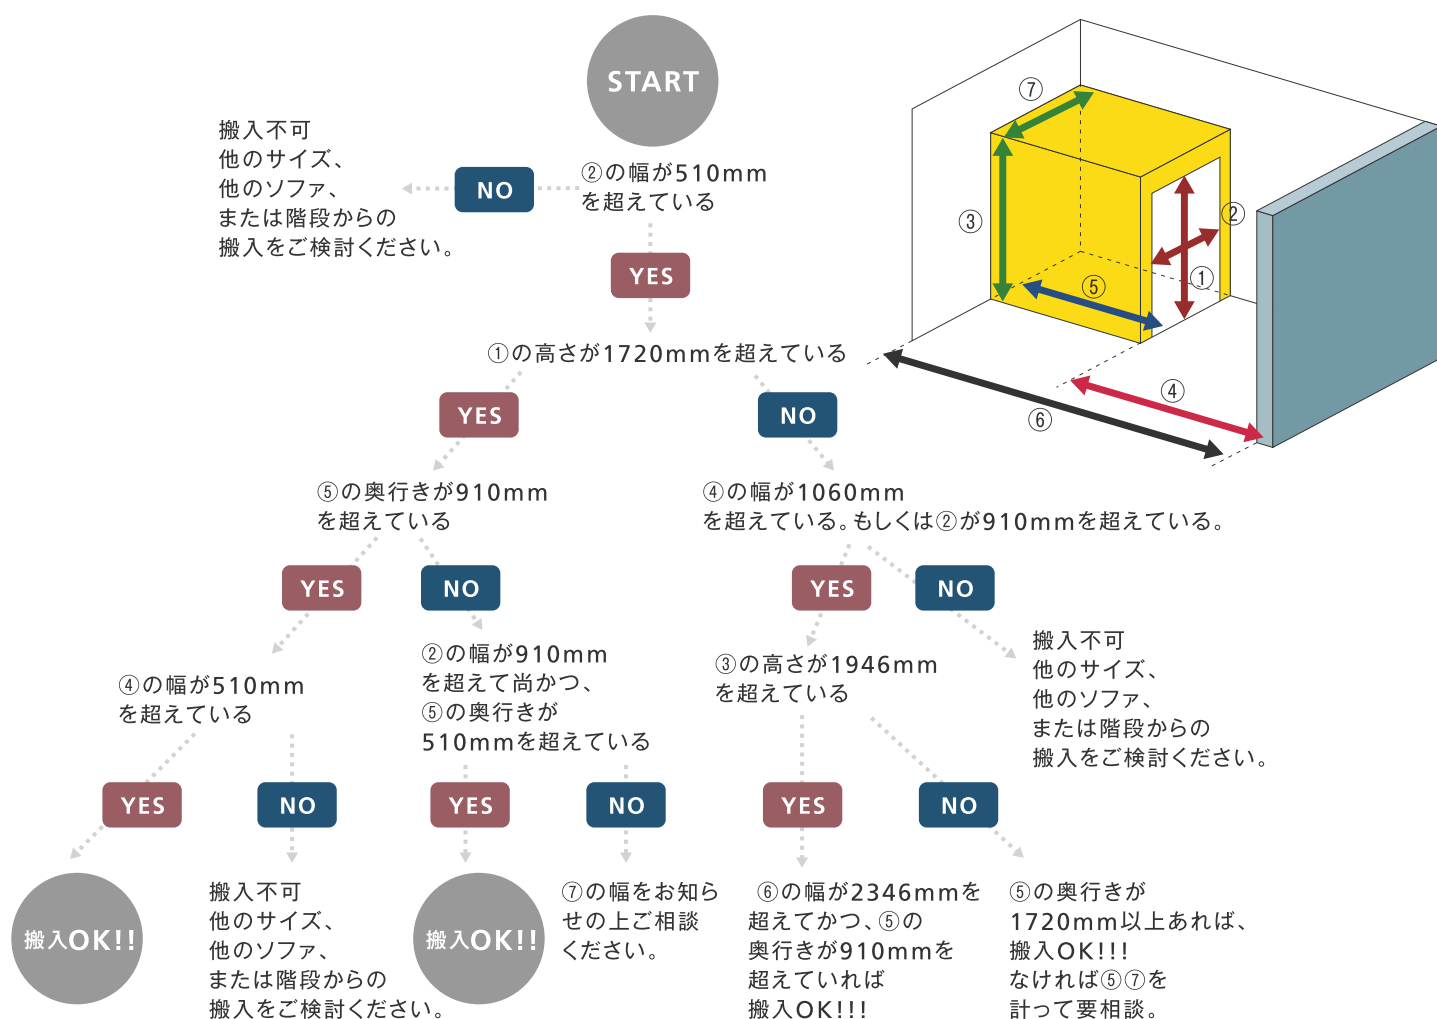 START
②の幅が510mm
を超えている
NO
搬入不可
他のサイズ、
他のソファ、
または階段からの
搬入をご検討ください。
YES
①の高さが1720mmを超えている
YES
NO
⑤の奥行きが910mm
を超えている
④の幅が1060mm
を超えている。もしくは②が910mmを超えている。
YES
NO
YES
NO
④の幅が510mm
を超えている
②の幅が910mm
を超えて尚かつ、
⑤の奥行きが
510mmを超えている
③の高さが1946mm
を超えている
搬入不可
他のサイズ、
他のソファ、
または階段からの
搬入をご検討ください。
YES
NO
YES
NO
YES
NO
搬入OK!!
搬入不可
他のサイズ、
他のソファ、
または階段からの
搬入をご検討ください。
搬入OK!!
⑦の幅をお知ら
せの上ご相談
ください。
⑥の幅が2346mmを
超えてかつ、⑤の
奥行きが910mmを
超えていれば
搬入OK!!!
⑤の奥行きが
1720mm以上あれば、
搬入OK!!!
なければ⑤⑦を
計って要相談。
⑦
③
②
①
⑤
④
⑥